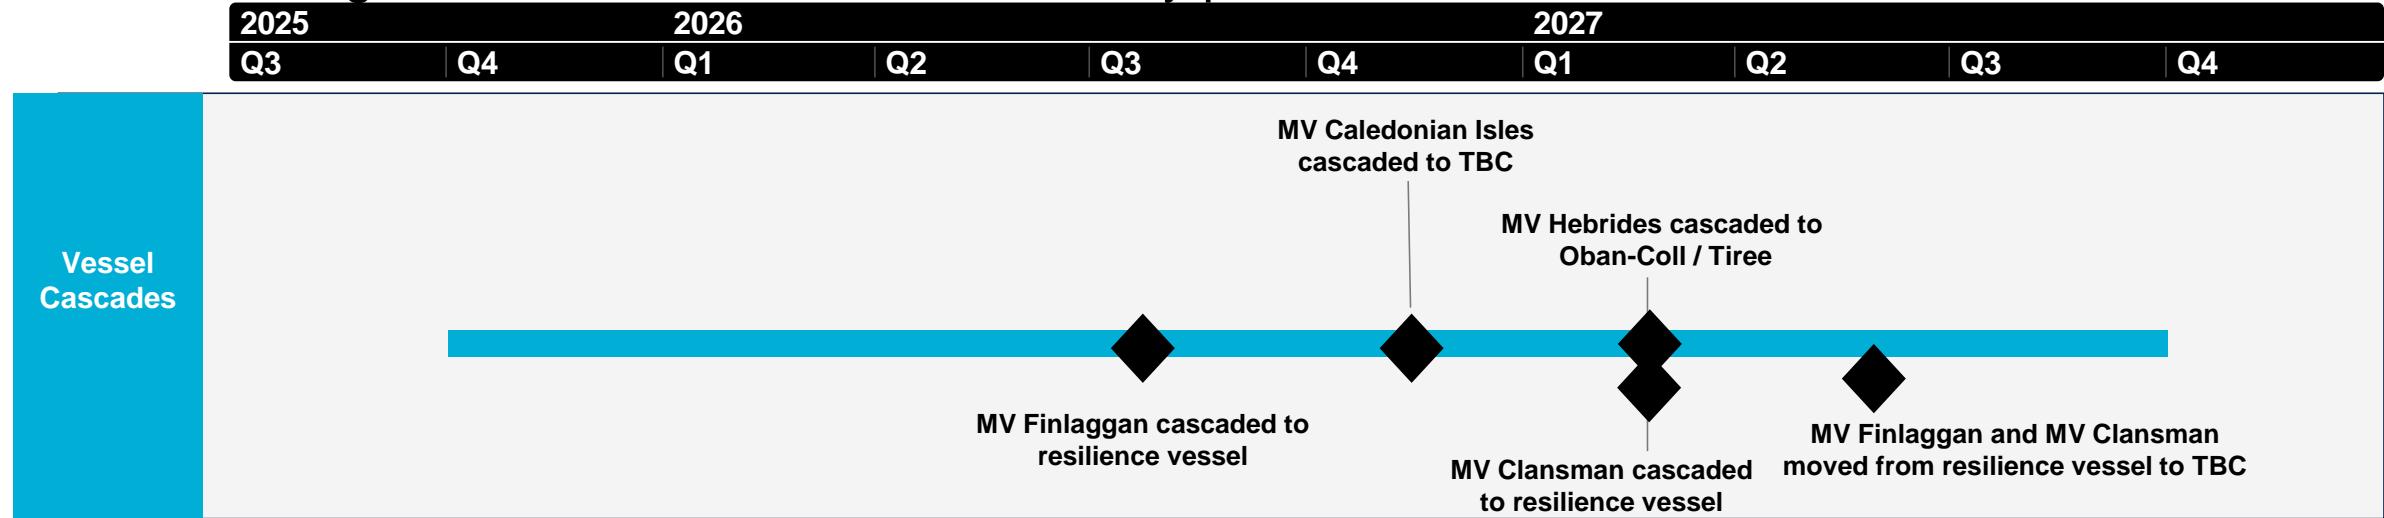 2025 2026 2027
Q3 Q4 Q1 Q2 Q3 Q4 Q1 Q2 Q3 Q4
MV Caledonian Isles
cascaded to TBC
MV Hebrides cascaded to
Oban-Coll / Tiree
Vessel
Cascades
MV Finlaggan cascaded to
resilience vessel
MV Clansman cascaded
to resilience vessel
MV Finlaggan and MV Clansman
moved from resilience vessel to TBC